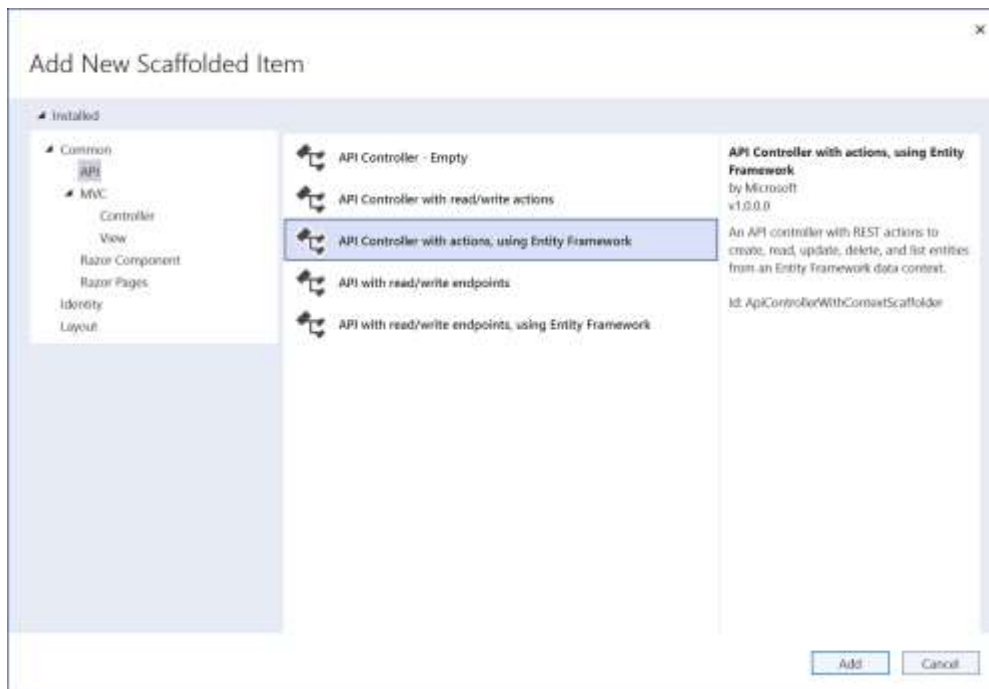 Add New Scaffolded Item
Installed
Common
API
MVC
Controller
View
Razor Component
Razor Pages
Identity
Layout
API Controller - Empty
API Controller with read/write actions
API Controller with actions, using Entity Framework
API with read/write endpoints
API with read/write endpoints, using Entity Framework
API Controller with actions, using Entity
Framework
by Microsoft
v1.0.0.0
An API controller with REST actions to
create, read, update, delete, and list entities
from an Entity Framework data context.
Id: ApiControllerWithContextScaffolder
Add
Cancel